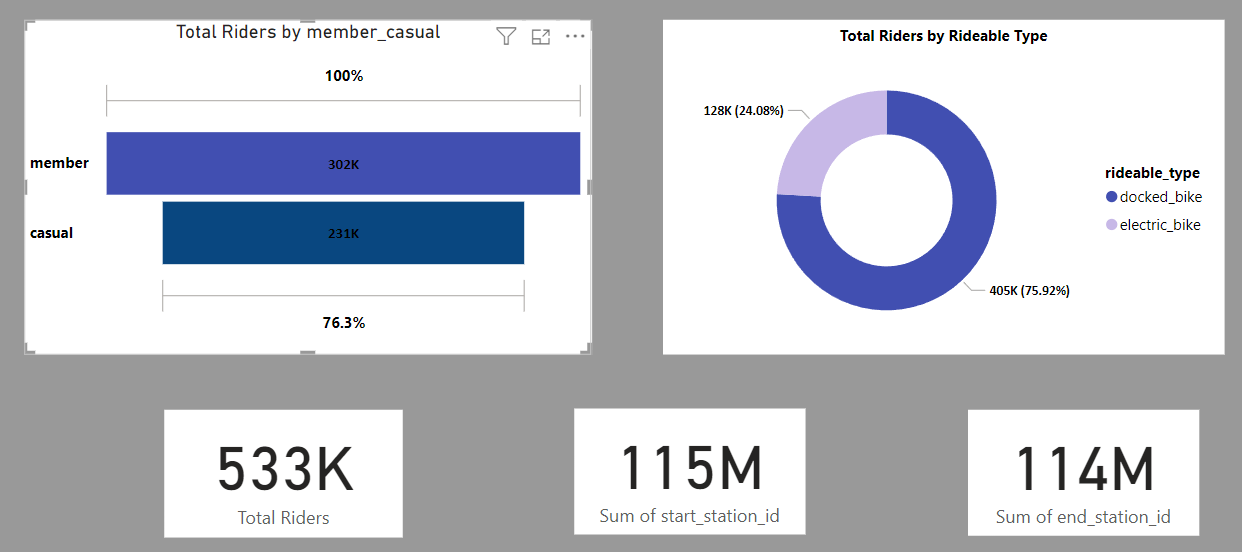 Total Riders by member_casual
100%
member
302K
casual
231K
76.3%
Total Riders by Rideable Type
128K (24.08%)
405K (75.92%)
rideable_type
docked_bike
electric_bike
533K
Total Riders
115M
Sum of start_station_id
114M
Sum of end_station_id